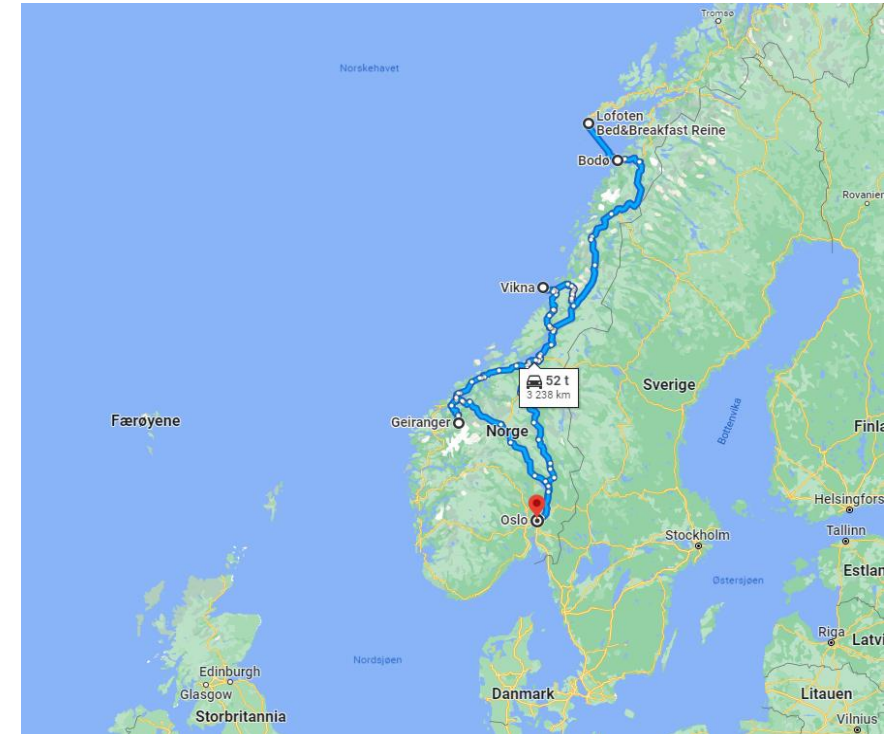 Tromsø
Norskehavet
Lofoten
Bed&Breakfast Reine
Bodø
Rovanier
Vikna
52 t
3 238 km
Sverige
Færøyene
Geiranger
Norge
Bottenvika
Finla
Helsingfors
Oslo
Stockholm
Tallinn
Østersjøen
Estlan
Riga
Latvi
Nordsjøen
Edinburgh
Glasgow
Danmark
Litauen
Storbritannia
Vilnius